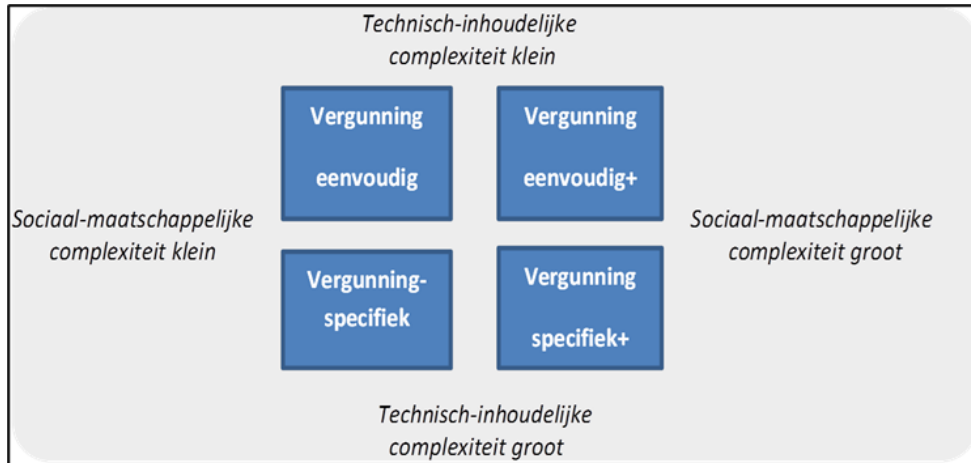 Technisch-inhoudelijke
complexiteit klein
Vergunning
eenvoudig
Vergunning
eenvoudig+
Sociaal-maatschappelijke
complexiteit klein
Sociaal-maatschappelijke
complexiteit groot
Vergunning-
specifiek
Vergunning
specifiek+
Technisch-inhoudelijke
complexiteit groot